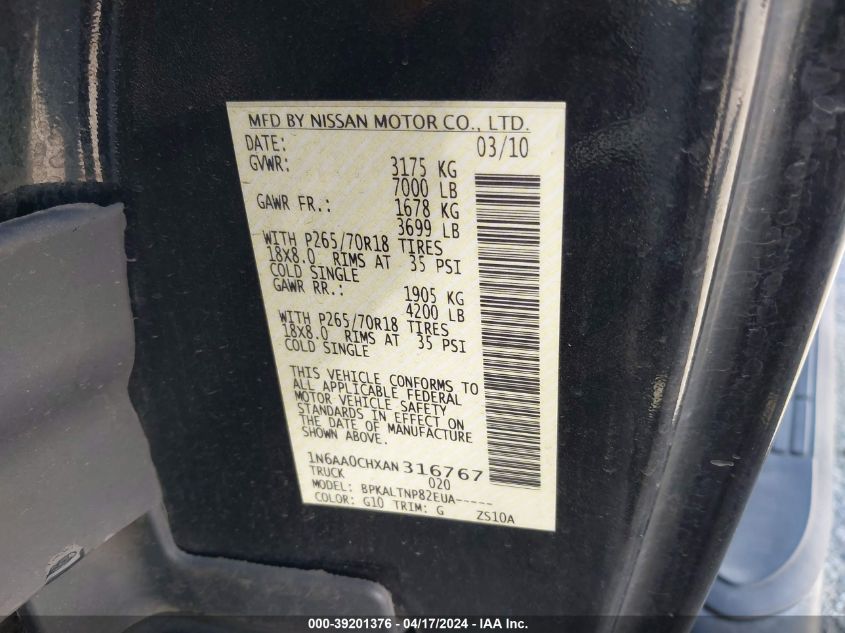 MFD BY NISSAN MOTOR CO., LTD.
DATE: 03/10
GVWR: 3175 KG
7000 LB
GAWR FR.: 1678 KG
3699 LB
WITH P265/70R18 TIRES
18X8.0 RIMS AT 35 PSI
COLD SINGLE
GAWR RR.: 1905 KG
4200 LB
WITH P265/70R18 TIRES
18X8.0 RIMS AT 35 PSI
COLD SINGLE
THIS VEHICLE CONFORMS TO
ALL APPLICABLE FEDERAL
MOTOR VEHICLE SAFETY
STANDARDS IN EFFECT ON
THE DATE OF MANUFACTURE
SHOWN ABOVE.
1N6AA0CHXAN316767
TRUCK 020
MODEL: BPKALTNP82EUA-----
COLOR: G10 TRIM: G ZS10A
000-39201376 - 04/17/2024 - IAA Inc.